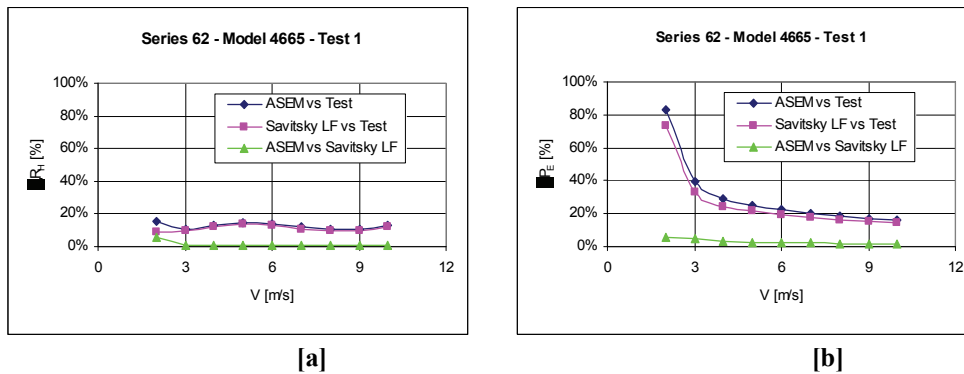 Series 62 - Model 4665 - Test 1
100%
80%
60%
40%
20%
0%
R_H [%]
ASEM vs Test
Savitsky LF vs Test
ASEM vs Savitsky LF
0
3
6
9
12
V [m/s]
[a]
Series 62 - Model 4665 - Test 1
100%
80%
60%
40%
20%
0%
P_E [%]
ASEM vs Test
Savitsky LF vs Test
ASEM vs Savitsky LF
0
3
6
9
12
V [m/s]
[b]